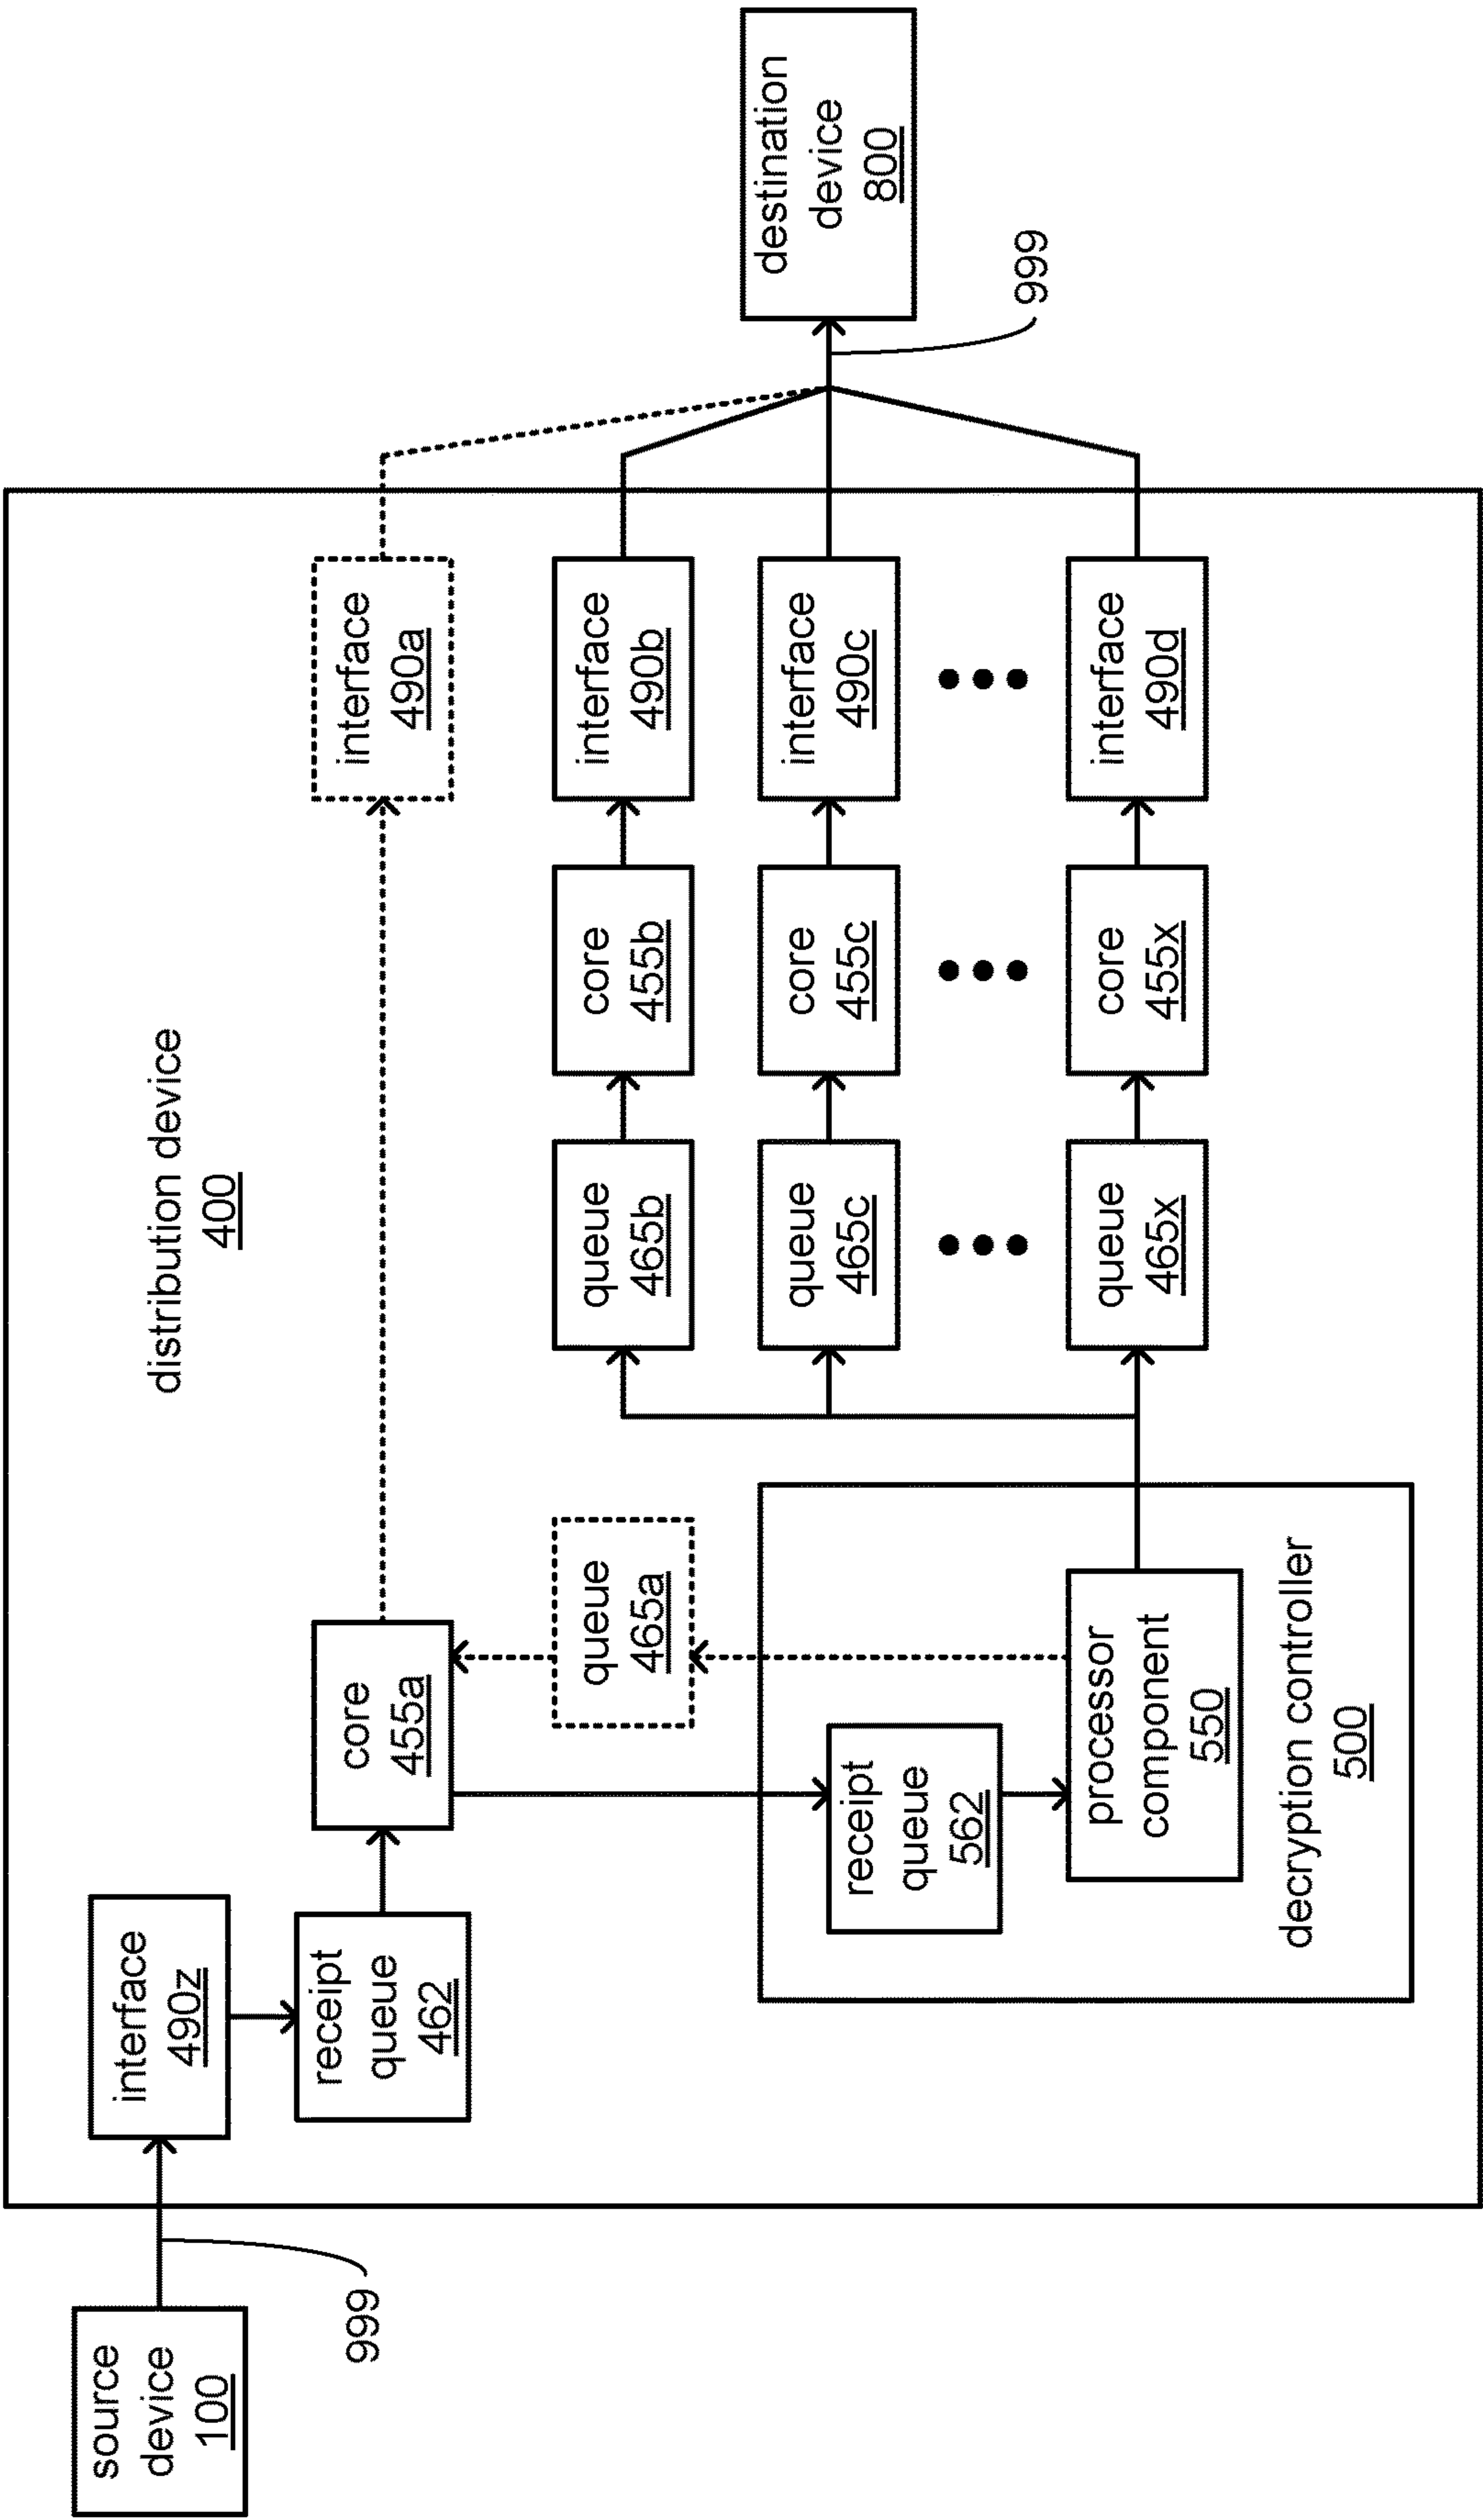 source
device
100
999
interface
490z
receipt
queue
462
distribution device
400
core
455a
queue
465a
interface
490a
receipt
queue
562
processor
component
550
decryption controller
500
queue
465b
core
455b
interface
490b
queue
465c
core
455c
interface
490c
queue
465x
core
455x
interface
490d
999
destination
device
800